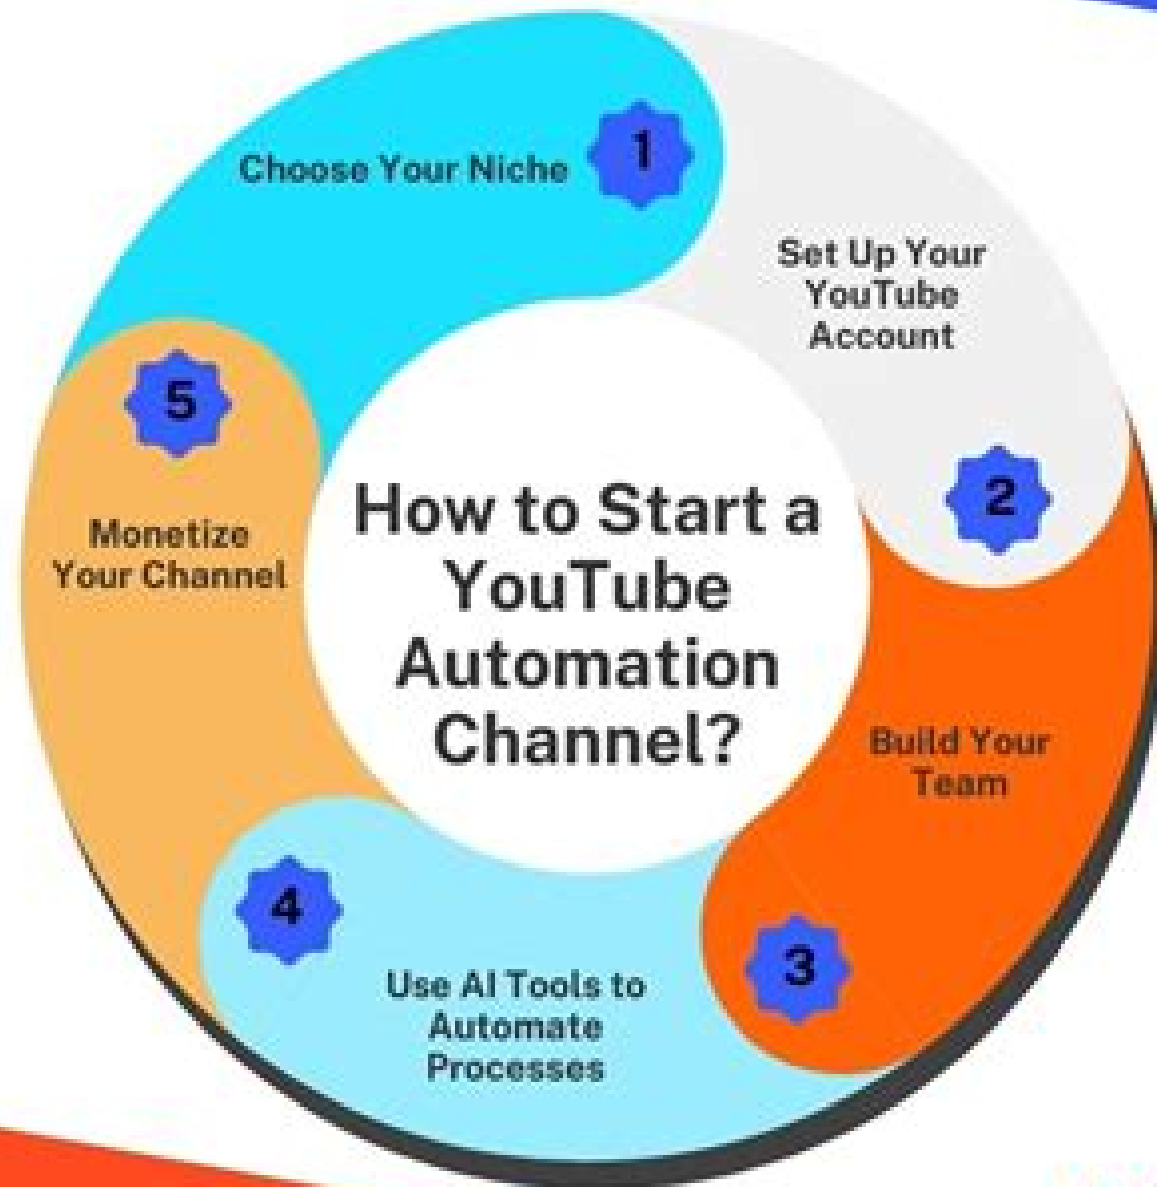 How to Start a
YouTube
Automation
Channel?
Choose Your Niche
1
Set Up Your
YouTube
Account
2
Build Your
Team
3
Use AI Tools to
Automate
Processes
4
Monetize
Your Channel
5